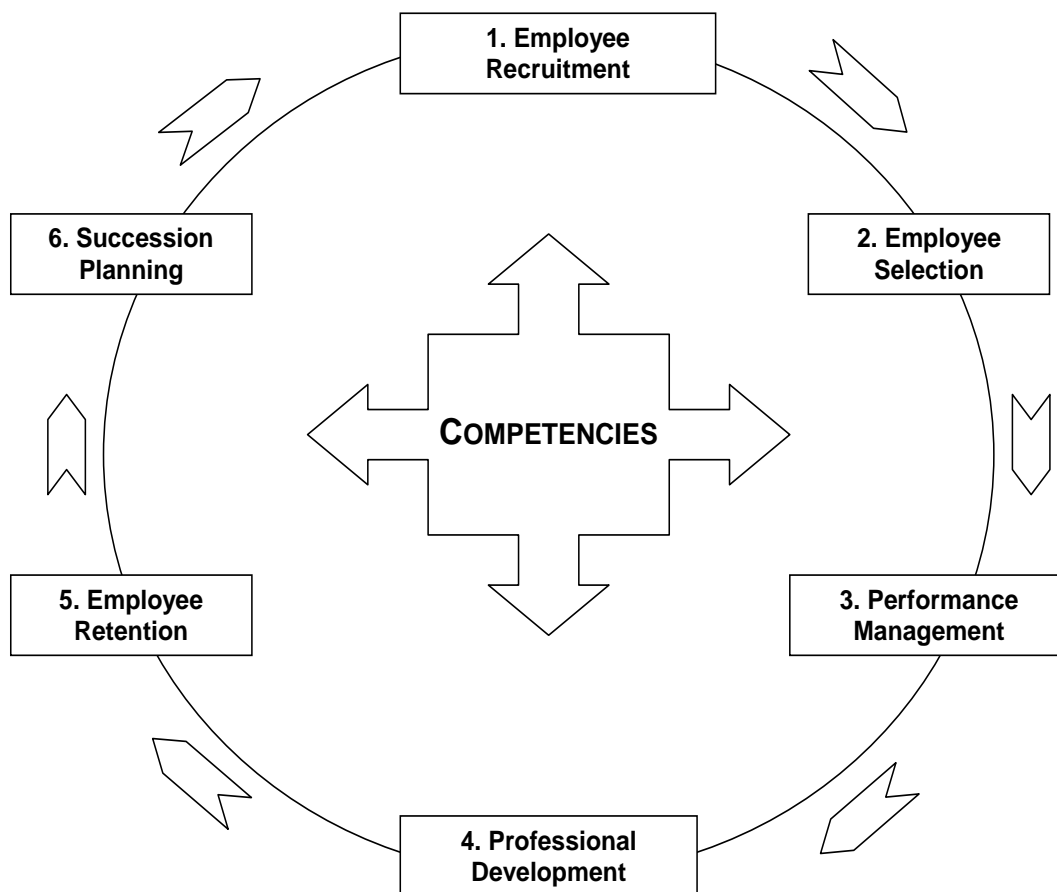 1. Employee
Recruitment
2. Employee
Selection
3. Performance
Management
4. Professional
Development
5. Employee
Retention
6. Succession
Planning
COMPETENCIES